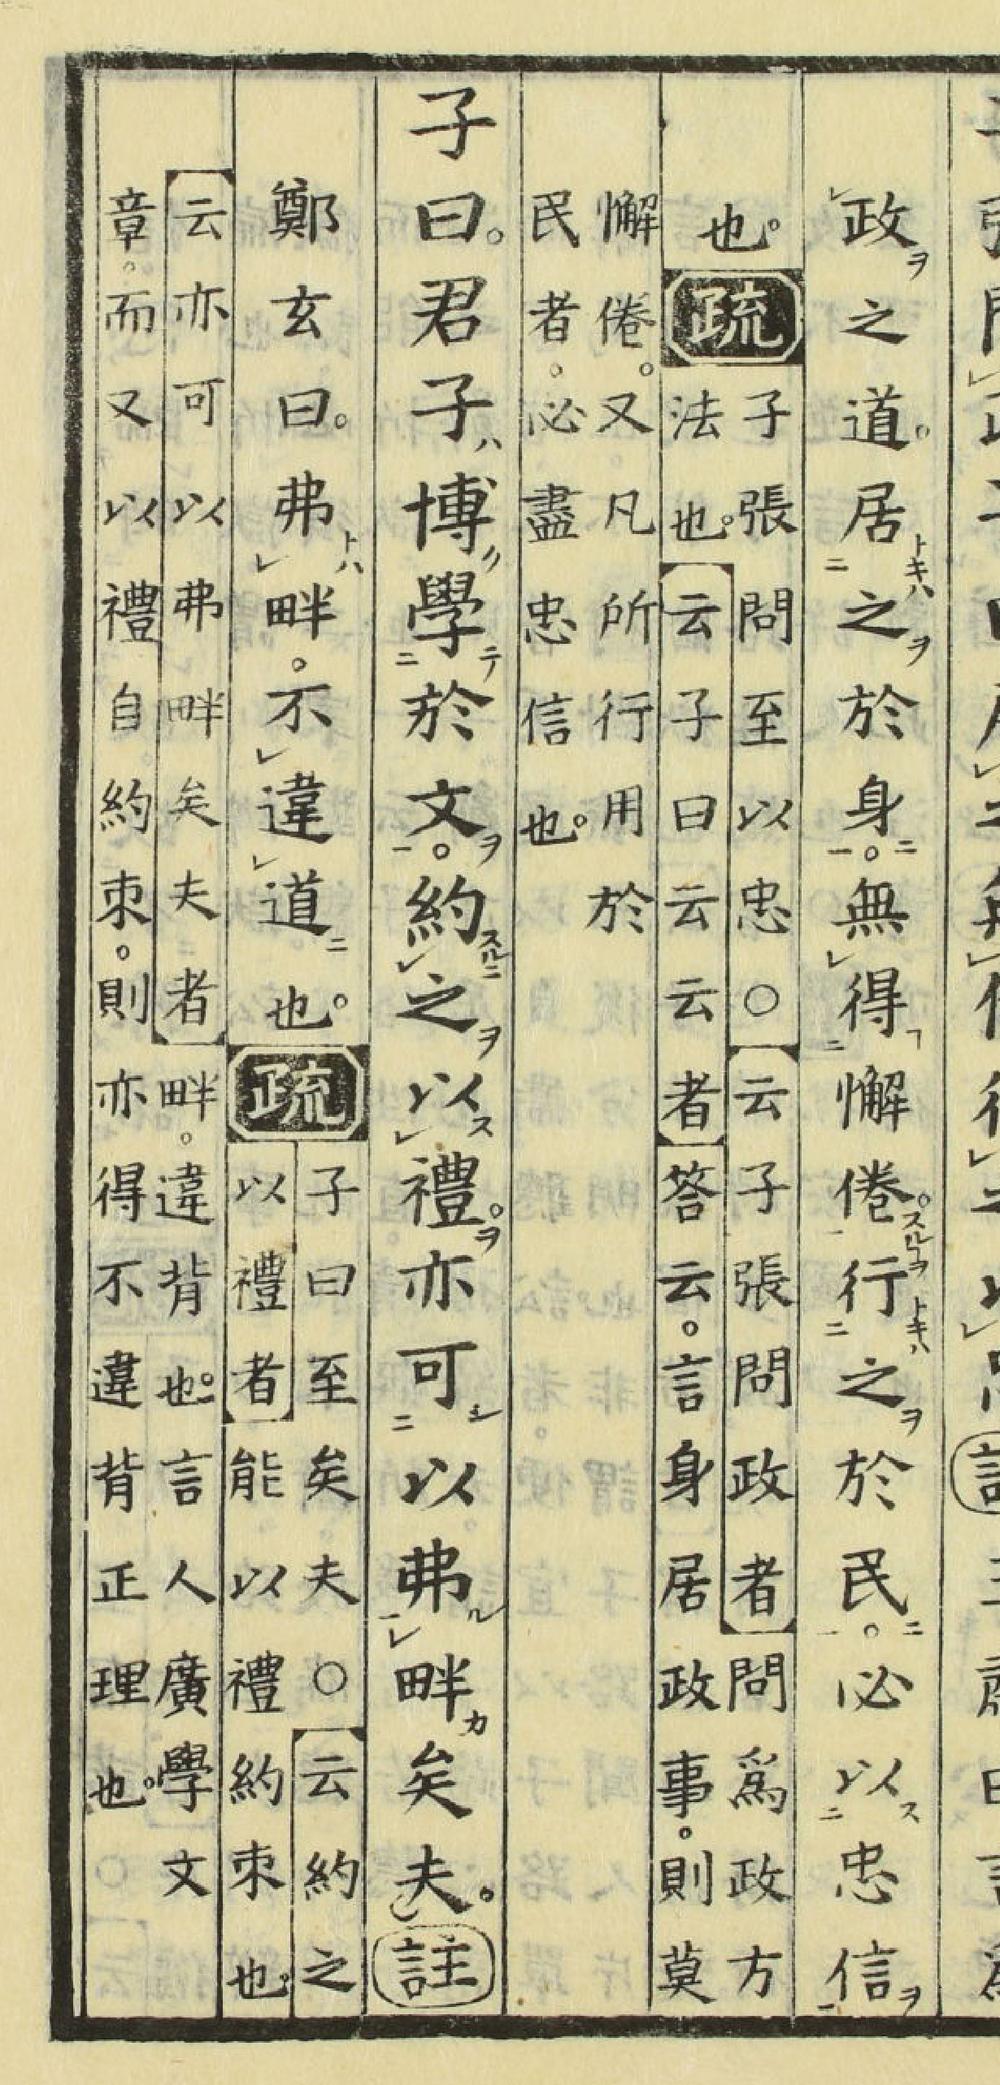 政之道。居之於身。無得懈倦。行之於民。必以忠信
也。疏
子張問至以忠○云子張問政者問爲政方
法也。云子曰云云者答云。言身居政事。則莫
懈倦。又凡所行用於
民者。必盡忠信也。
子曰。君子博學於文。約之以禮。亦可以弗畔矣夫。註
鄭玄曰。弗畔。不違道也。疏
子曰至矣夫○云約之
以禮者能以禮約束也。
云亦可以弗畔矣夫者畔。違背也。言人廣學文
章。而又以禮自約束。則亦得不違背正理也。